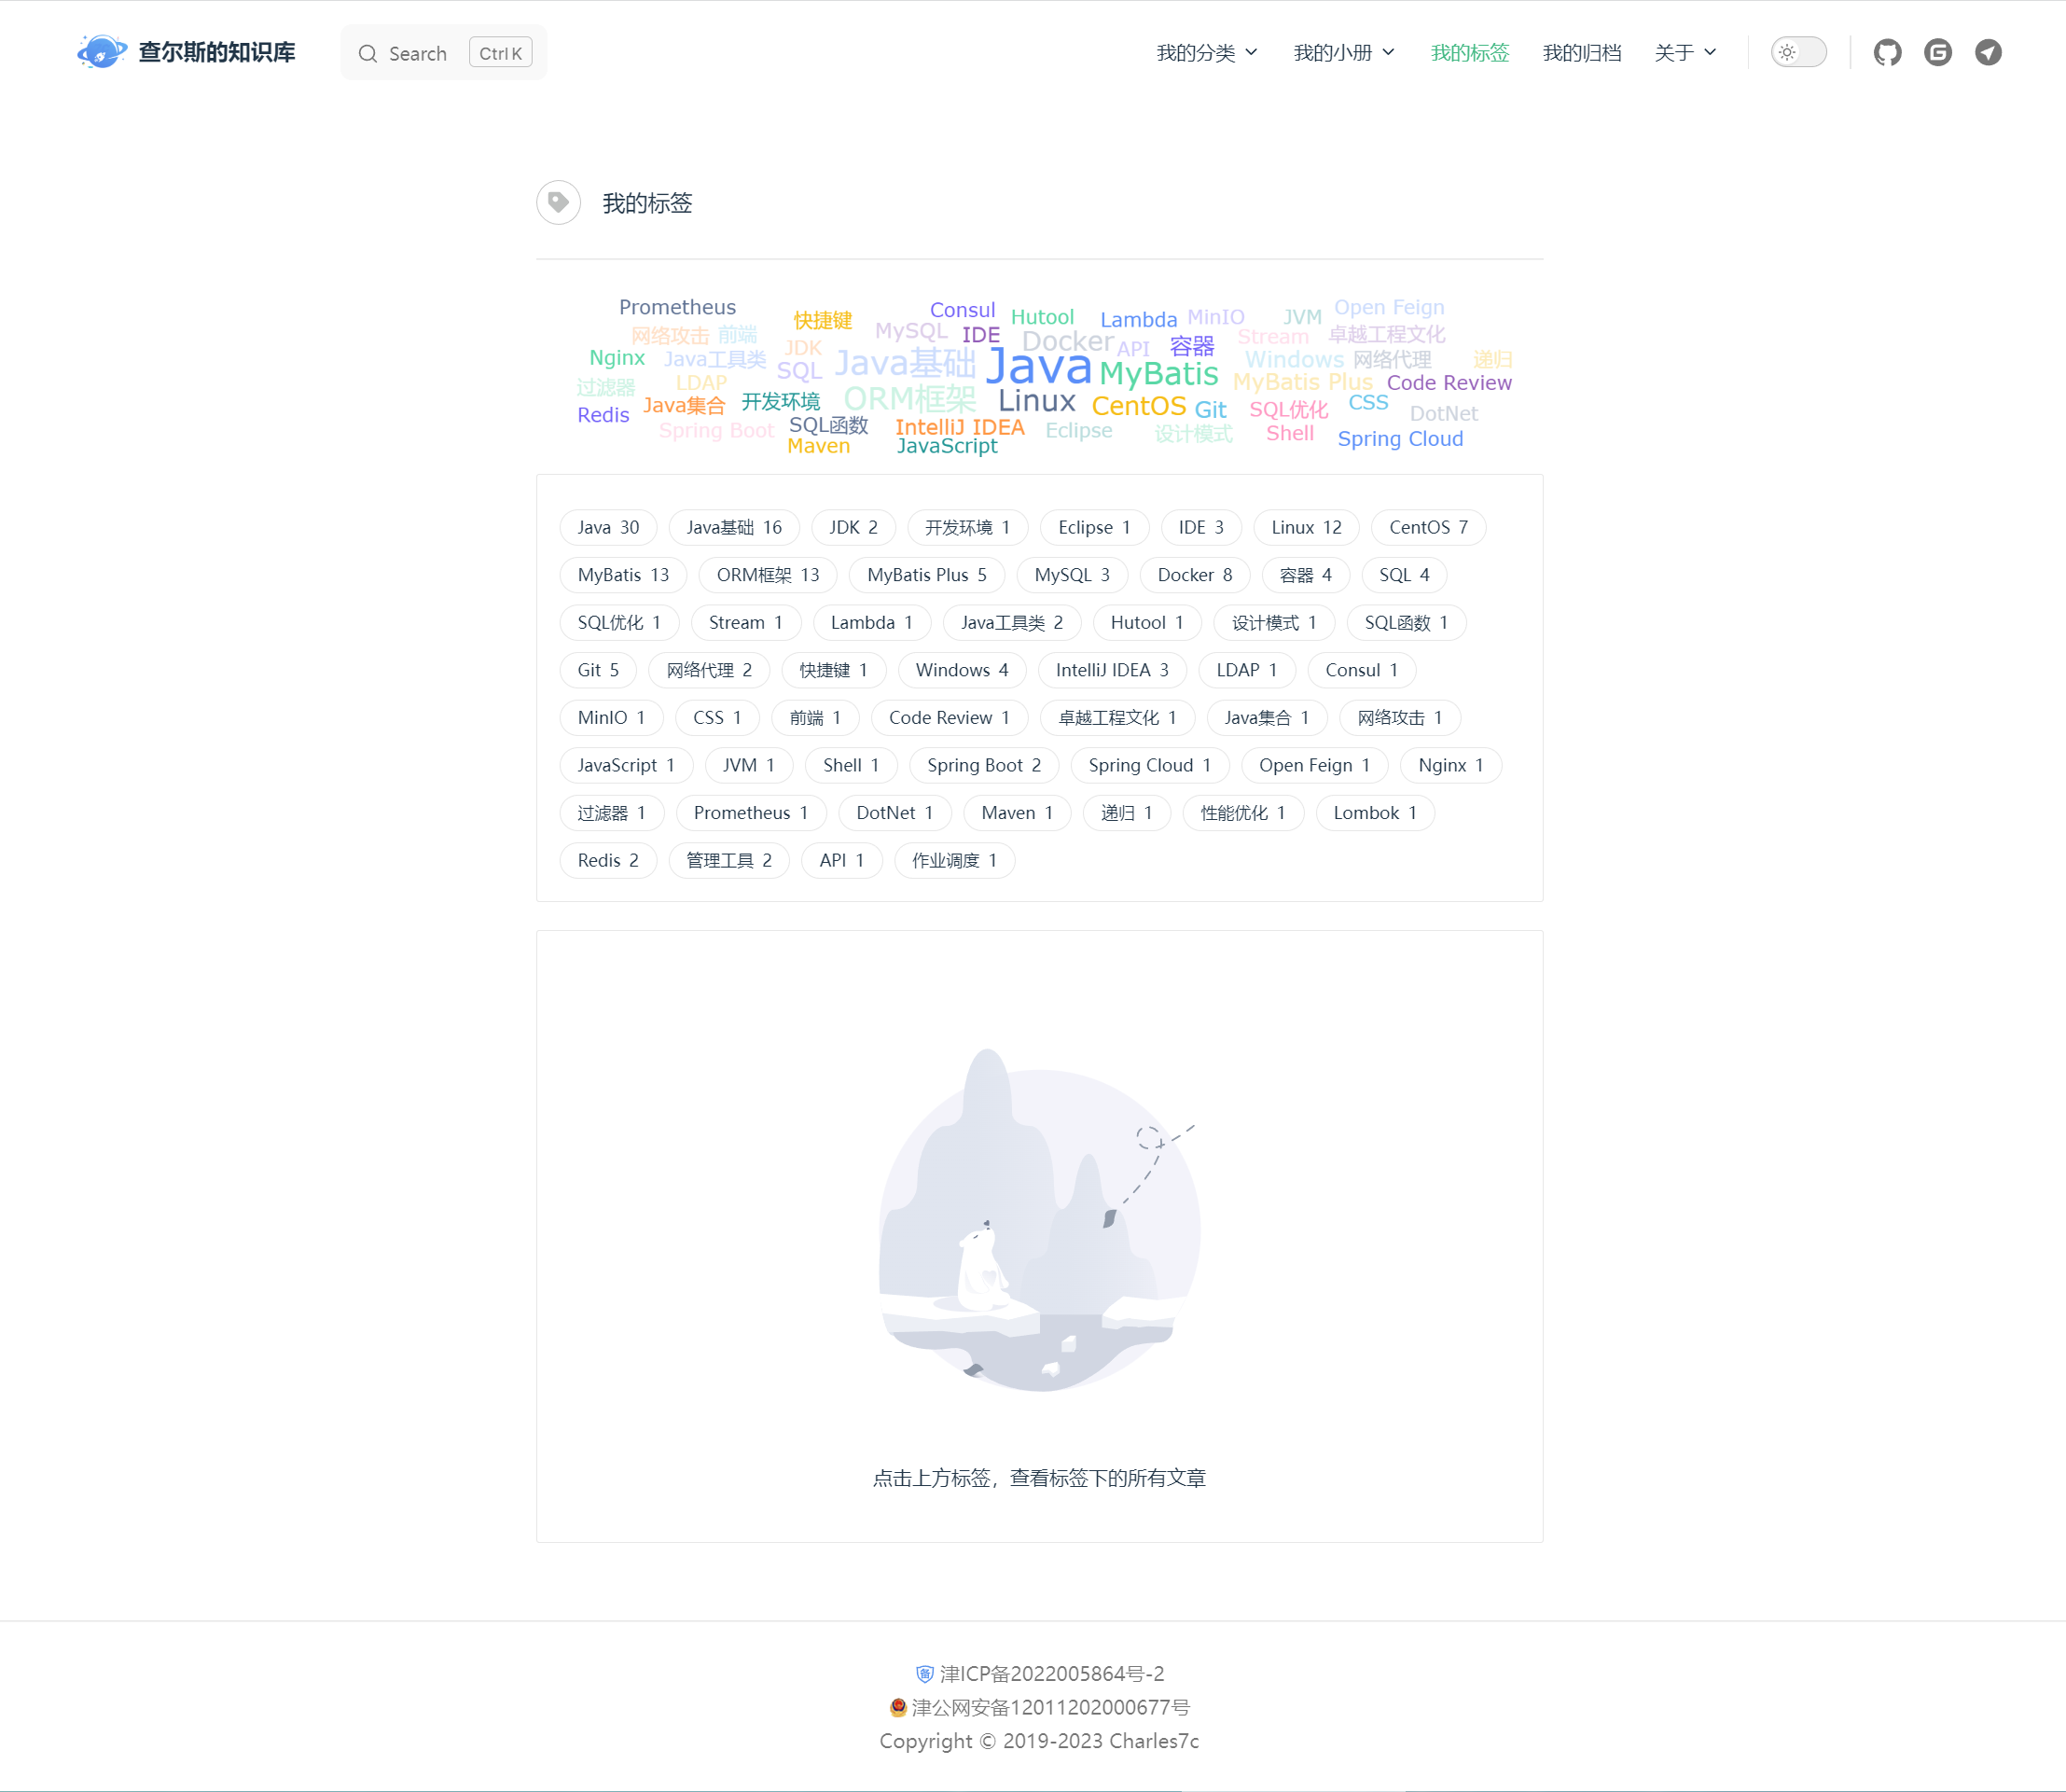 查尔斯的知识库 Search Ctrl K 我的分类 我的小册 我的标签 我的归档 关于
我的标签
Prometheus 快捷键 Consul Hutool Lambda MinIO JVM Open Feign
网络攻击 前端 MySQL IDE Docker Stream 卓越工程文化
Nginx Java工具类 JDK Java基础 Java API 容器 Windows 网络代理 递归
过滤器 LDAP SQL ORM框架 MyBatis MyBatis Plus Code Review
Redis Java集合 开发环境 Linux CentOS Git SQL优化 CSS DotNet
Spring Boot SQL函数 IntelliJ IDEA Eclipse 设计模式 Shell Spring Cloud
Maven JavaScript
Java 30 Java基础 16 JDK 2 开发环境 1 Eclipse 1 IDE 3 Linux 12 CentOS 7
MyBatis 13 ORM框架 13 MyBatis Plus 5 MySQL 3 Docker 8 容器 4 SQL 4
SQL优化 1 Stream 1 Lambda 1 Java工具类 2 Hutool 1 设计模式 1 SQL函数 1
Git 5 网络代理 2 快捷键 1 Windows 4 IntelliJ IDEA 3 LDAP 1 Consul 1
MinIO 1 CSS 1 前端 1 Code Review 1 卓越工程文化 1 Java集合 1 网络攻击 1
JavaScript 1 JVM 1 Shell 1 Spring Boot 2 Spring Cloud 1 Open Feign 1 Nginx 1
过滤器 1 Prometheus 1 DotNet 1 Maven 1 递归 1 性能优化 1 Lombok 1
Redis 2 管理工具 2 API 1 作业调度 1
点击上方标签，查看标签下的所有文章
津ICP备2022005864号-2
津公网安备12011202000677号
Copyright © 2019-2023 Charles7c